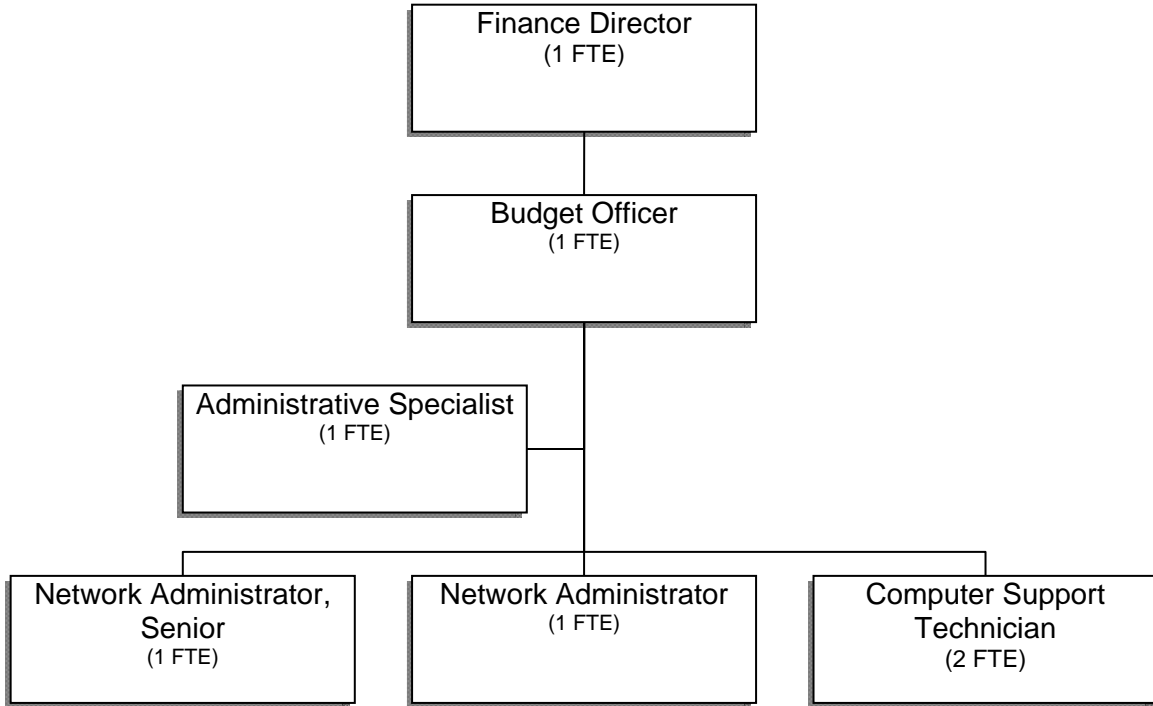 Finance Director
(1 FTE)
Budget Officer
(1 FTE)
Administrative Specialist
(1 FTE)
Network Administrator,
Senior
(1 FTE)
Network Administrator
(1 FTE)
Computer Support
Technician
(2 FTE)